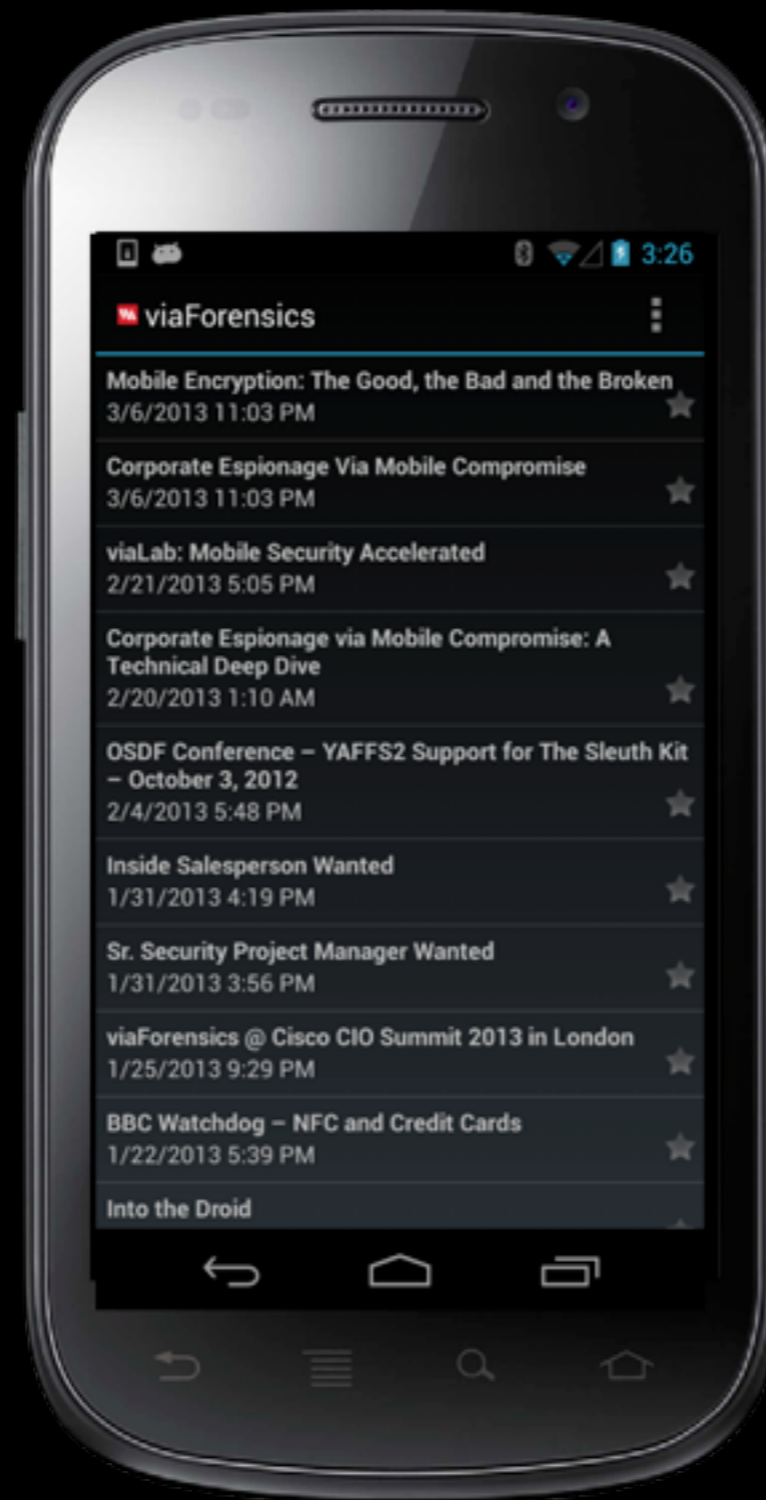 3:26
viaForensics
Mobile Encryption: The Good, the Bad and the Broken
3/6/2013 11:03 PM
Corporate Espionage Via Mobile Compromise
3/6/2013 11:03 PM
viaLab: Mobile Security Accelerated
2/21/2013 5:05 PM
Corporate Espionage via Mobile Compromise: A
Technical Deep Dive
2/20/2013 1:10 AM
OSDF Conference – YAFFS2 Support for The Sleuth Kit
– October 3, 2012
2/4/2013 5:48 PM
Inside Salesperson Wanted
1/31/2013 4:19 PM
Sr. Security Project Manager Wanted
1/31/2013 3:56 PM
viaForensics @ Cisco CIO Summit 2013 in London
1/25/2013 9:29 PM
BBC Watchdog – NFC and Credit Cards
1/22/2013 5:39 PM
Into the Droid